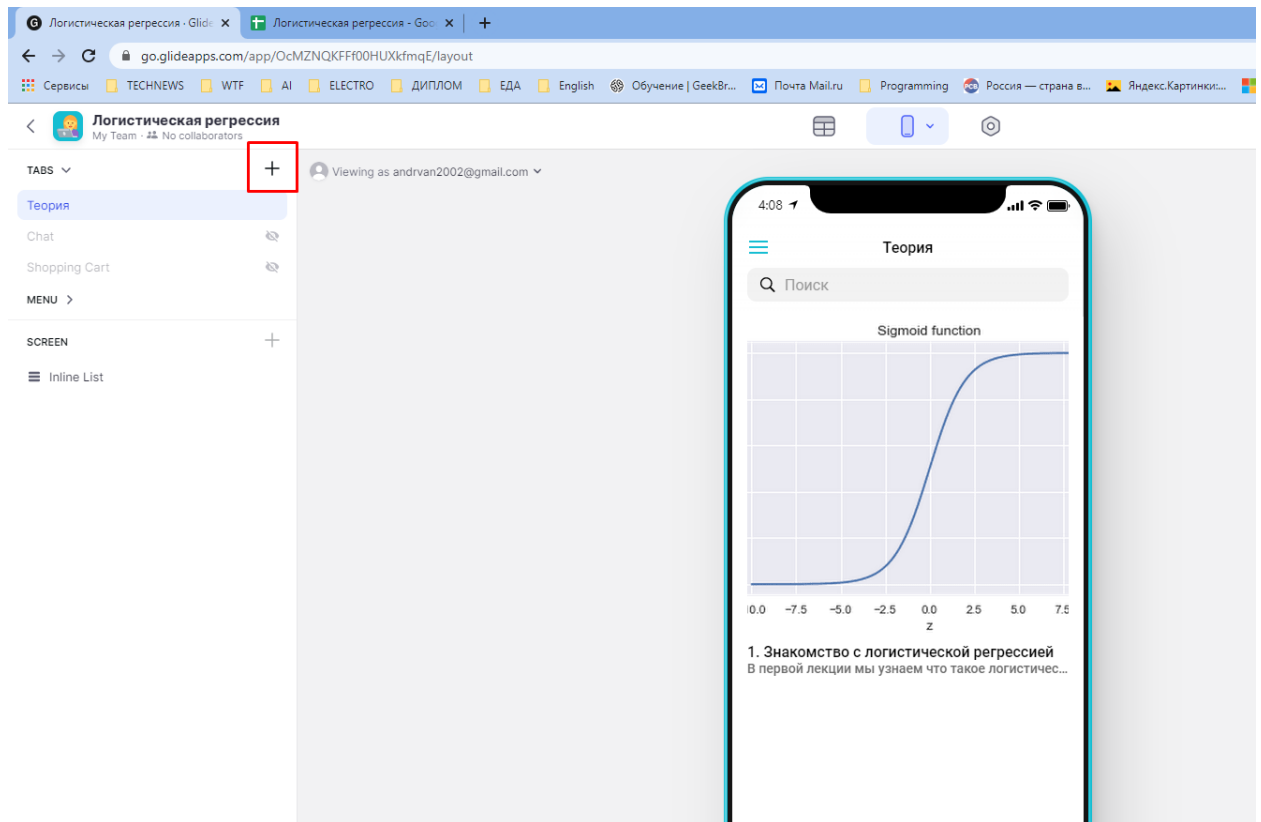 Логистическая регрессия · Glide
Логистическая регрессия - Goo
go.glideapps.com/app/OcMZNQKFFf00HUXkfmqE/layout
Сервисы TECHNEWS WTF AI ELECTRO ДИПЛОМ ЕДА English Обучение | GeekBr... Почта Mail.ru Programming Россия — страна в... Яндекс.Картинки:...
Логистическая регрессия
My Team · No collaborators
TABS
Viewing as andrvan2002@gmail.com
Теория
Chat
Shopping Cart
MENU >
SCREEN
Inline List
4:08
Теория
Поиск
Sigmoid function
10.0 −7.5 −5.0 −2.5 0.0 2.5 5.0 7.5
z
1. Знакомство с логистической регрессией
В первой лекции мы узнаем что такое логистичес...